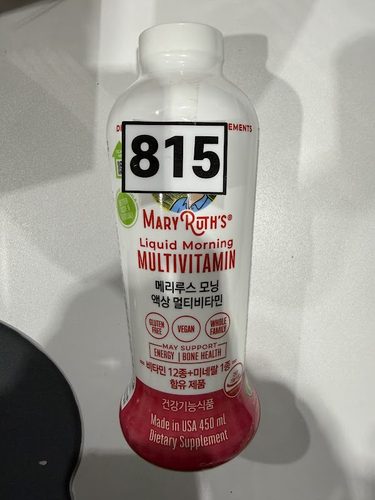 815
MARY RUTH'S®
Liquid Morning
MULTIVITAMIN
메리루스 모닝
액상 멀티비타민
GLUTEN FREE
VEGAN
WHOLE FAMILY
MAY SUPPORT
ENERGY | BONE HEALTH
비타민 12종+미네랄 1종
함유 제품
건강기능식품
Made in USA 450 ml
Dietary Supplement